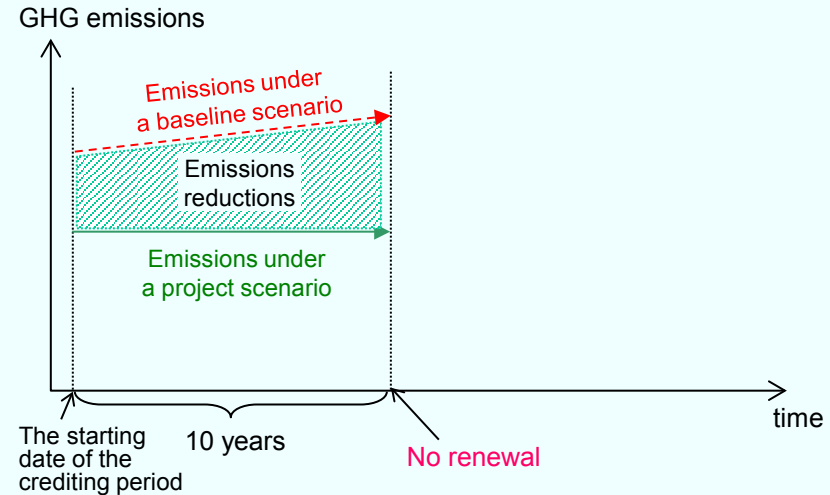 GHG emissions
Emissions under
a baseline scenario
Emissions
reductions
Emissions under
a project scenario
time
The starting
date of the
crediting period
10 years
No renewal